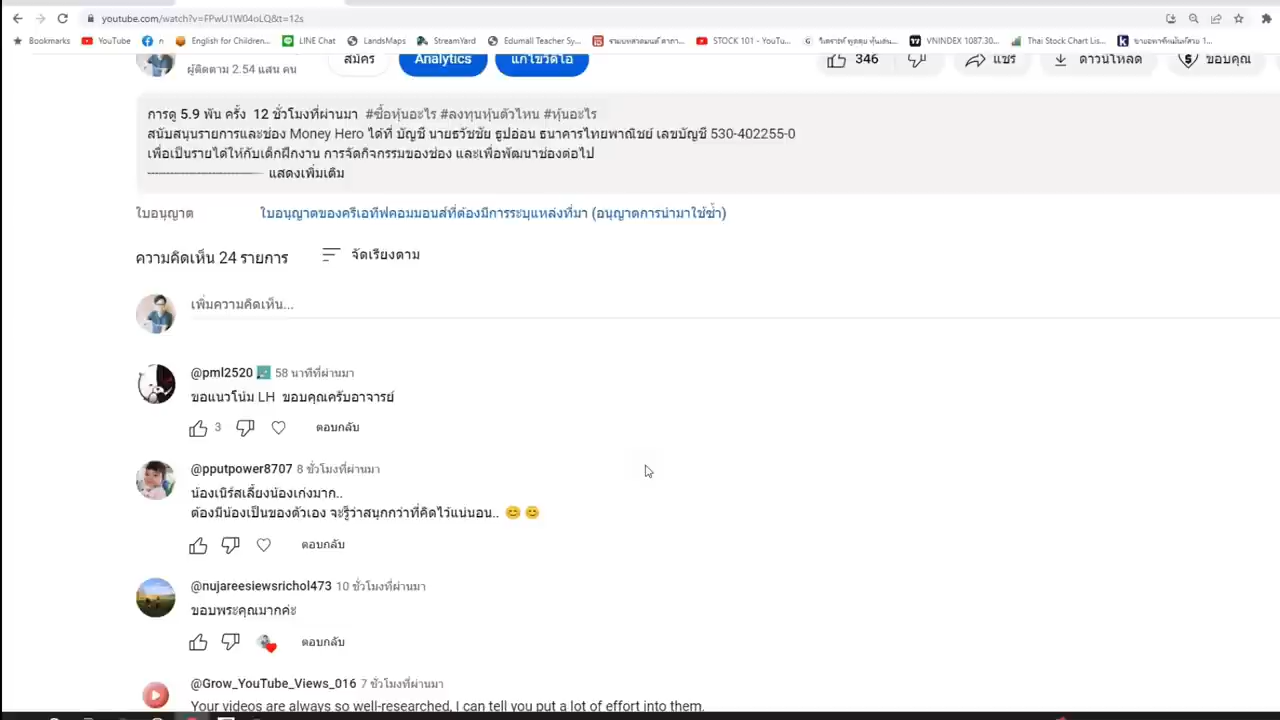 youtube.com/watch?v=FPwU1W04oLQ&t=12s
Bookmarks YouTube n English for Children... LINE Chat LandsMaps StreamYard Edumall Teacher Sy... STOCK 101 - YouTu... VNINDEX 1087.30... Thai Stock Chart Lis...
ผู้ติดตาม 2.54 แสน คน สมัคร Analytics แก้ไขวิดีโอ 346 แชร์ ดาวน์โหลด ขอบคุณ
การดู 5.9 พัน ครั้ง 12 ชั่วโมงที่ผ่านมา #ซื้อหุ้นอะไร #ลงทุนหุ้นตัวไหน #หุ้นอะไร
สนับสนุนรายการและช่อง Money Hero ได้ที่ บัญชี นายธวัชชัย ธูปอ่อน ธนาคารไทยพาณิชย์ เลขบัญชี 530-402255-0
เพื่อเป็นรายได้ให้กับเด็กฝึกงาน การจัดกิจกรรมของช่อง และเพื่อพัฒนาช่องต่อไป
แสดงเพิ่มเติม
ใบอนุญาต ใบอนุญาตของครีเอทีฟคอมมอนส์ที่ต้องมีการระบุแหล่งที่มา (อนุญาตการนำมาใช้ซ้ำ)
ความคิดเห็น 24 รายการ จัดเรียงตาม
เพิ่มความคิดเห็น...
@pml2520 58 นาทีที่ผ่านมา
ขอแนวโน้ม LH ขอบคุณครับอาจารย์
3 ตอบกลับ
@pputpower8707 8 ชั่วโมงที่ผ่านมา
น้องเบิร์สเลี้ยงน้องเก่งมาก..
ต้องมีน้องเป็นของตัวเอง จะรู้ว่าสนุกกว่าที่คิดไว้แน่นอน.. 😊 😊
ตอบกลับ
@nujareesiewsrichol473 10 ชั่วโมงที่ผ่านมา
ขอบพระคุณมากค่ะ
ตอบกลับ
@Grow_YouTube_Views_016 7 ชั่วโมงที่ผ่านมา
Your videos are always so well-researched, I can tell you put a lot of effort into them.